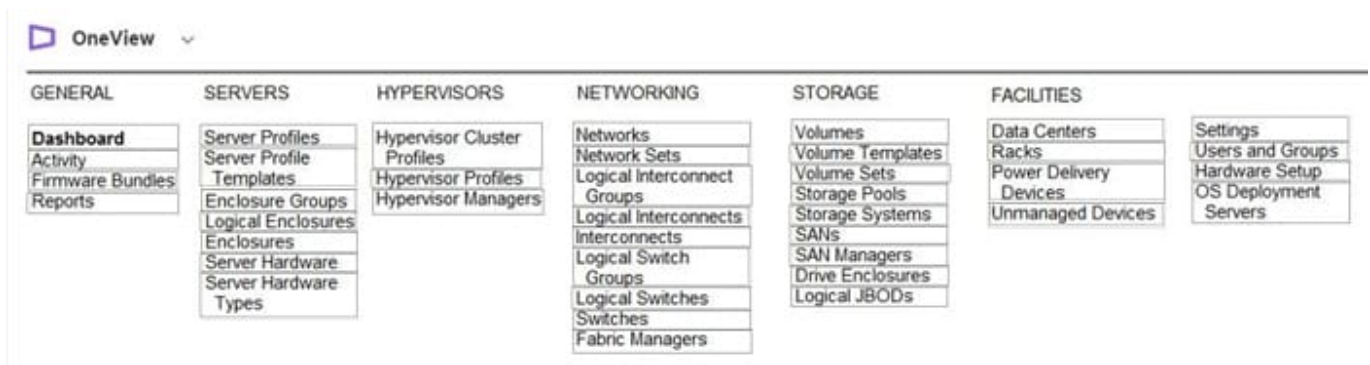 OneView
GENERAL
Dashboard
Activity
Firmware Bundles
Reports
SERVERS
Server Profiles
Server Profile
Templates
Enclosure Groups
Logical Enclosures
Enclosures
Server Hardware
Server Hardware
Types
HYPERVISORS
Hypervisor Cluster
Profiles
Hypervisor Profiles
Hypervisor Managers
NETWORKING
Networks
Network Sets
Logical Interconnect
Groups
Logical Interconnects
Interconnects
Logical Switch
Groups
Logical Switches
Switches
Fabric Managers
STORAGE
Volumes
Volume Templates
Volume Sets
Storage Pools
Storage Systems
SANs
SAN Managers
Drive Enclosures
Logical JBODs
FACILITIES
Data Centers
Racks
Power Delivery
Devices
Unmanaged Devices
Settings
Users and Groups
Hardware Setup
OS Deployment
Servers